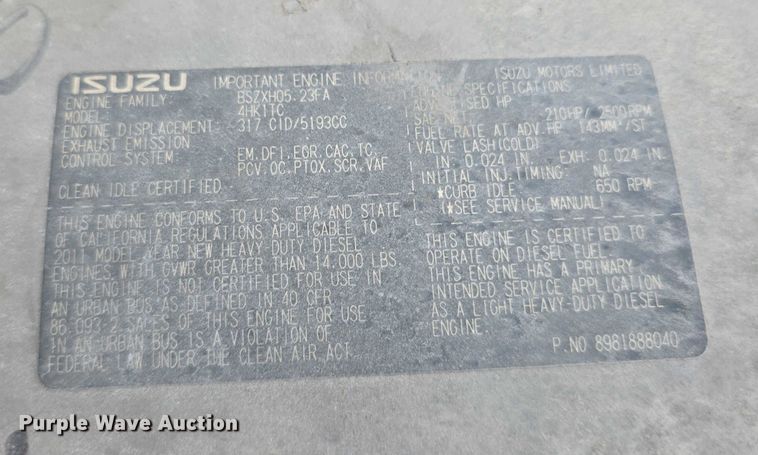 ISUZU IMPORTANT ENGINE INFORMATION ISUZU MOTORS LIMITED
ENGINE FAMILY: BSZXH05.23FA
MODEL: 4HK1TC
ENGINE DISPLACEMENT 317 CID/5193CC
EXHAUST EMISSION
CONTROL SYSTEM: EM,DFI,EGR,CAC,TC,
PCV,OC,PTOX,SCR,VAF
CLEAN IDLE CERTIFIED
THIS ENGINE CONFORMS TO U.S. EPA AND STATE
OF CALIFORNIA REGULATIONS APPLICABLE TO
2011 MODEL YEAR NEW HEAVY-DUTY DIESEL
ENGINES WITH GVWR GREATER THAN 14,000 LBS
THIS ENGINE IS NOT CERTIFIED FOR USE IN
AN URBAN BUS AS DEFINED IN 40 CFR
86.093-2 SALES OF THIS ENGINE FOR USE
IN AN URBAN BUS IS A VIOLATION OF
FEDERAL LAW UNDER THE CLEAN AIR ACT
ENGINE SPECIFICATIONS
ADVERTISED HP
SAE NET: 210HP/ 2500RPM
FUEL RATE AT ADV.HP 143MM³/ST
VALVE LASH(COLD)
IN 0.024 IN. EXH: 0.024 IN.
INITIAL INJ.TIMING: NA
*CURB IDLE 650 RPM
(*SEE SERVICE MANUAL)
THIS ENGINE IS CERTIFIED TO
OPERATE ON DIESEL FUEL.
THIS ENGINE HAS A PRIMARY
INTENDED SERVICE APPLICATION
AS A LIGHT HEAVY-DUTY DIESEL
ENGINE.
P.NO 8981888040
Purple Wave Auction